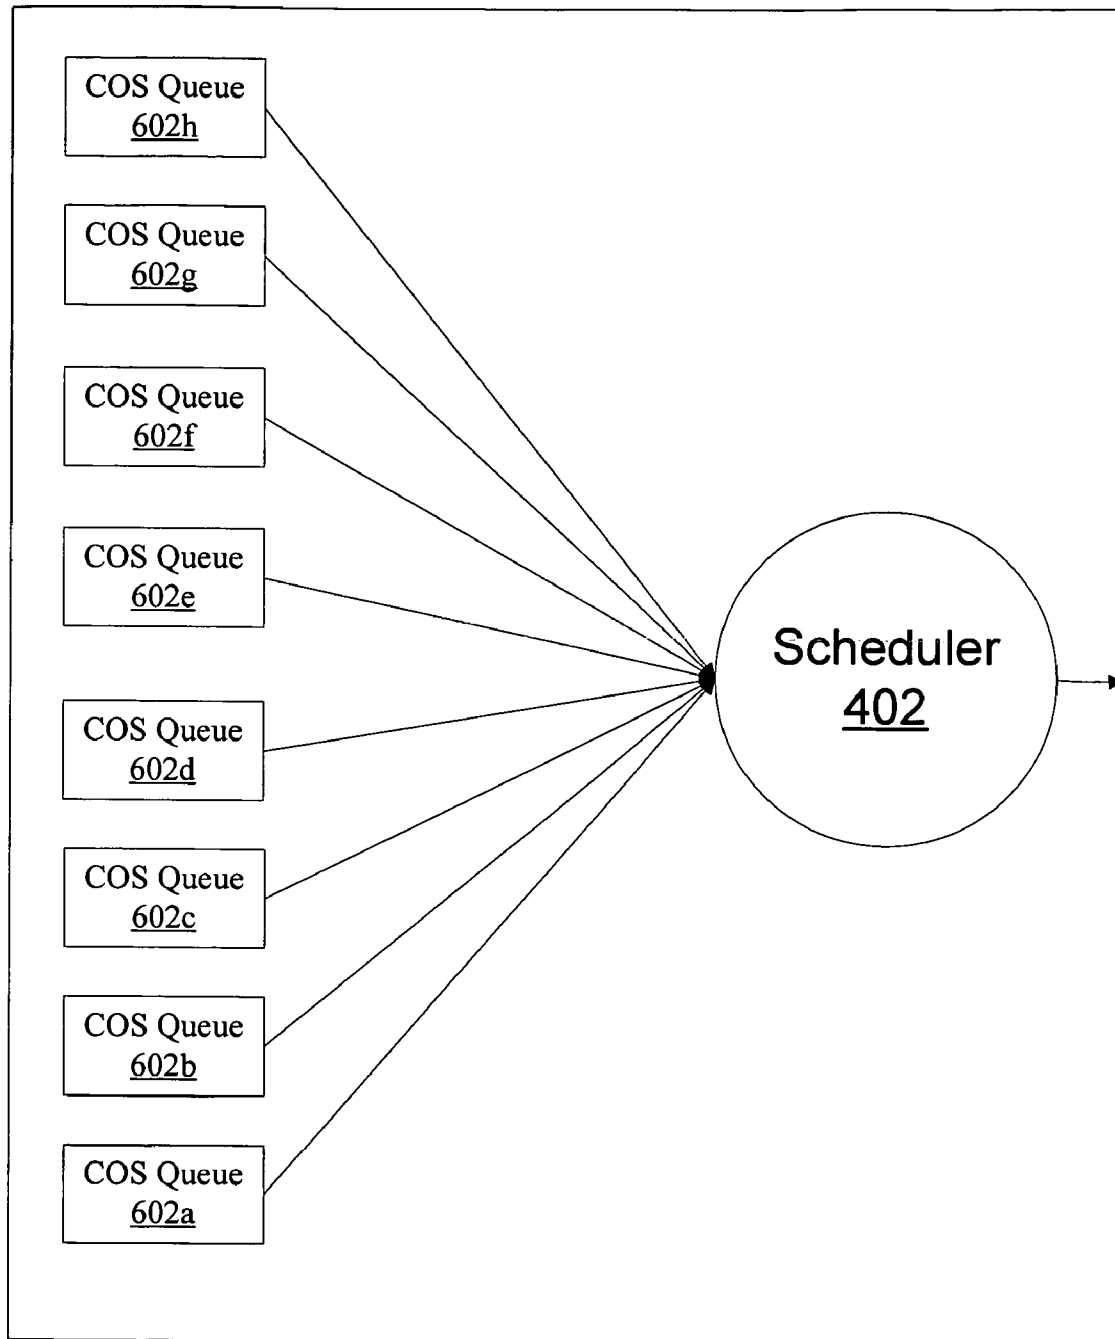 COS Queue
602h
COS Queue
602g
COS Queue
602f
COS Queue
602e
COS Queue
602d
COS Queue
602c
COS Queue
602b
COS Queue
602a
Scheduler
402